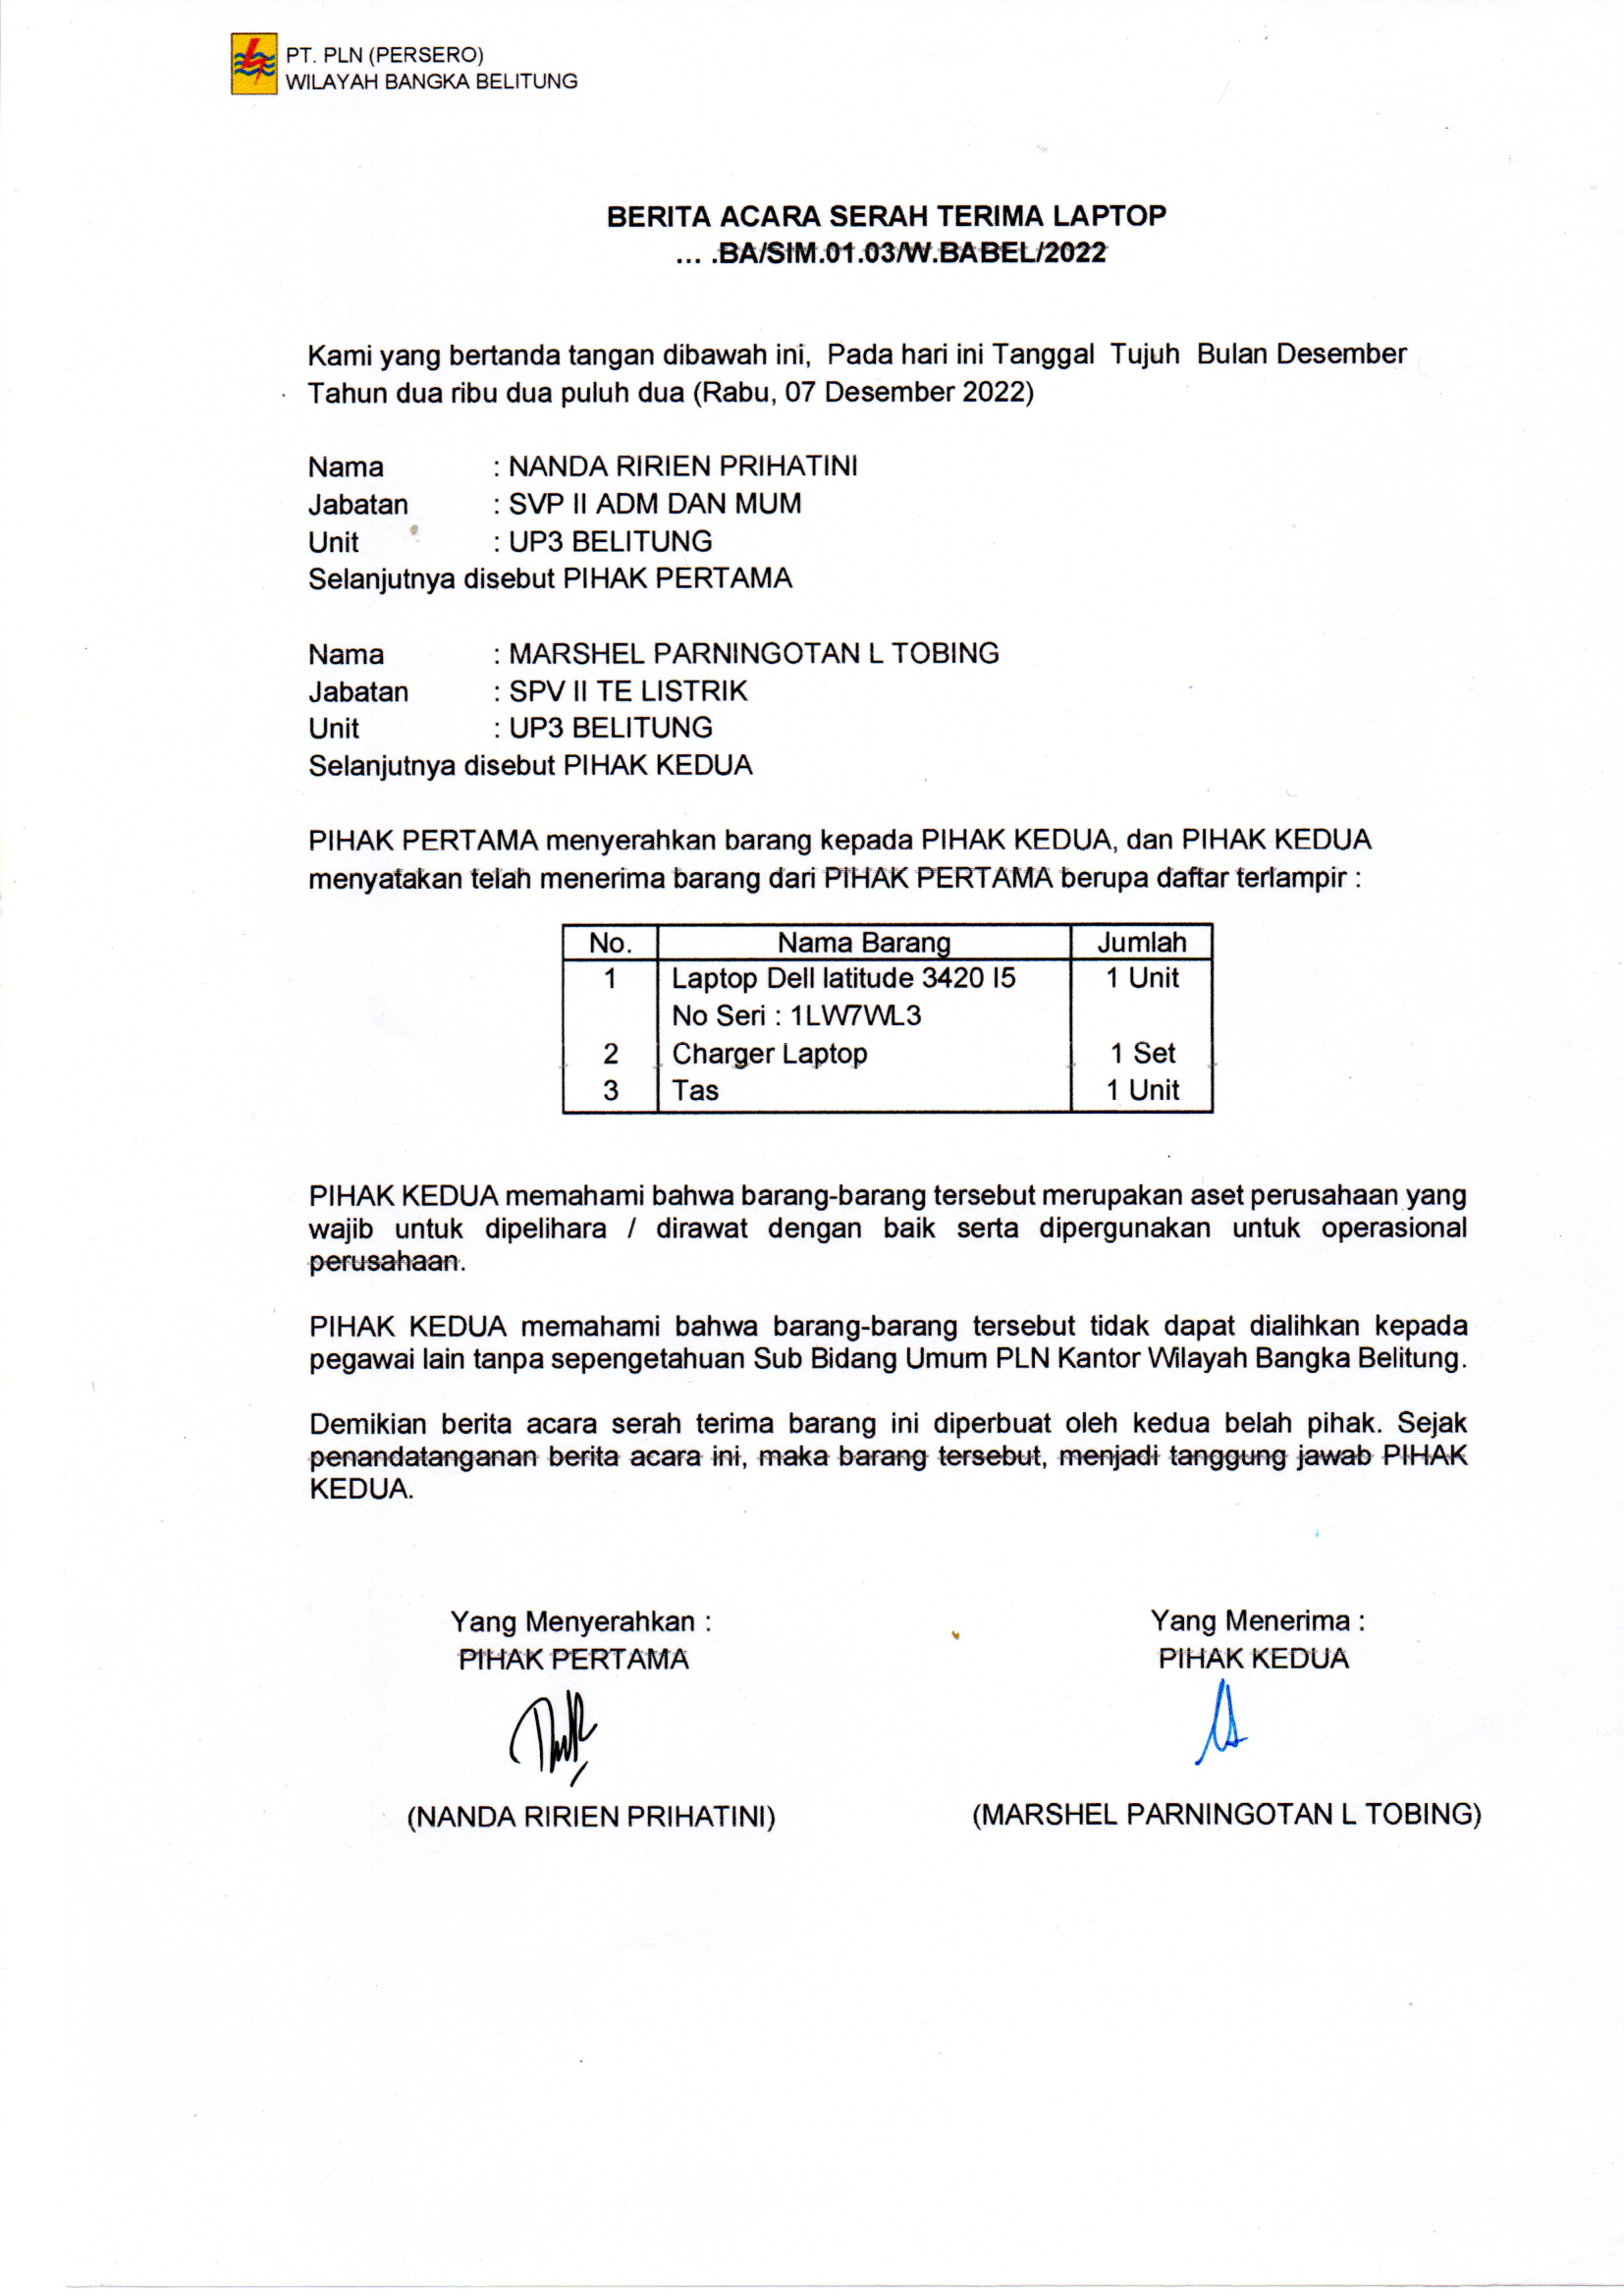 PT. PLN (PERSERO)
WILAYAH BANGKA BELITUNG
BERITA ACARA SERAH TERIMA LAPTOP
... .BA/SIM.01.03/W.BABEL/2022
Kami yang bertanda tangan dibawah ini, Pada hari ini Tanggal Tujuh Bulan Desember
Tahun dua ribu dua puluh dua (Rabu, 07 Desember 2022)
Nama : NANDA RIRIEN PRIHATINI
Jabatan : SVP II ADM DAN MUM
Unit : UP3 BELITUNG
Selanjutnya disebut PIHAK PERTAMA
Nama : MARSHEL PARNINGOTAN L TOBING
Jabatan : SPV II TE LISTRIK
Unit : UP3 BELITUNG
Selanjutnya disebut PIHAK KEDUA
PIHAK PERTAMA menyerahkan barang kepada PIHAK KEDUA, dan PIHAK KEDUA
menyatakan telah menerima barang dari PIHAK PERTAMA berupa daftar terlampir :
No. Nama Barang Jumlah
1 Laptop Dell latitude 3420 I5 1 Unit
No Seri : 1LW7WL3
2 Charger Laptop 1 Set
3 Tas 1 Unit
PIHAK KEDUA memahami bahwa barang-barang tersebut merupakan aset perusahaan yang
wajib untuk dipelihara / dirawat dengan baik serta dipergunakan untuk operasional
perusahaan.
PIHAK KEDUA memahami bahwa barang-barang tersebut tidak dapat dialihkan kepada
pegawai lain tanpa sepengetahuan Sub Bidang Umum PLN Kantor Wilayah Bangka Belitung.
Demikian berita acara serah terima barang ini diperbuat oleh kedua belah pihak. Sejak
penandatanganan berita acara ini, maka barang tersebut, menjadi tanggung jawab PIHAK
KEDUA.
Yang Menyerahkan : Yang Menerima :
PIHAK PERTAMA PIHAK KEDUA
(NANDA RIRIEN PRIHATINI) (MARSHEL PARNINGOTAN L TOBING)